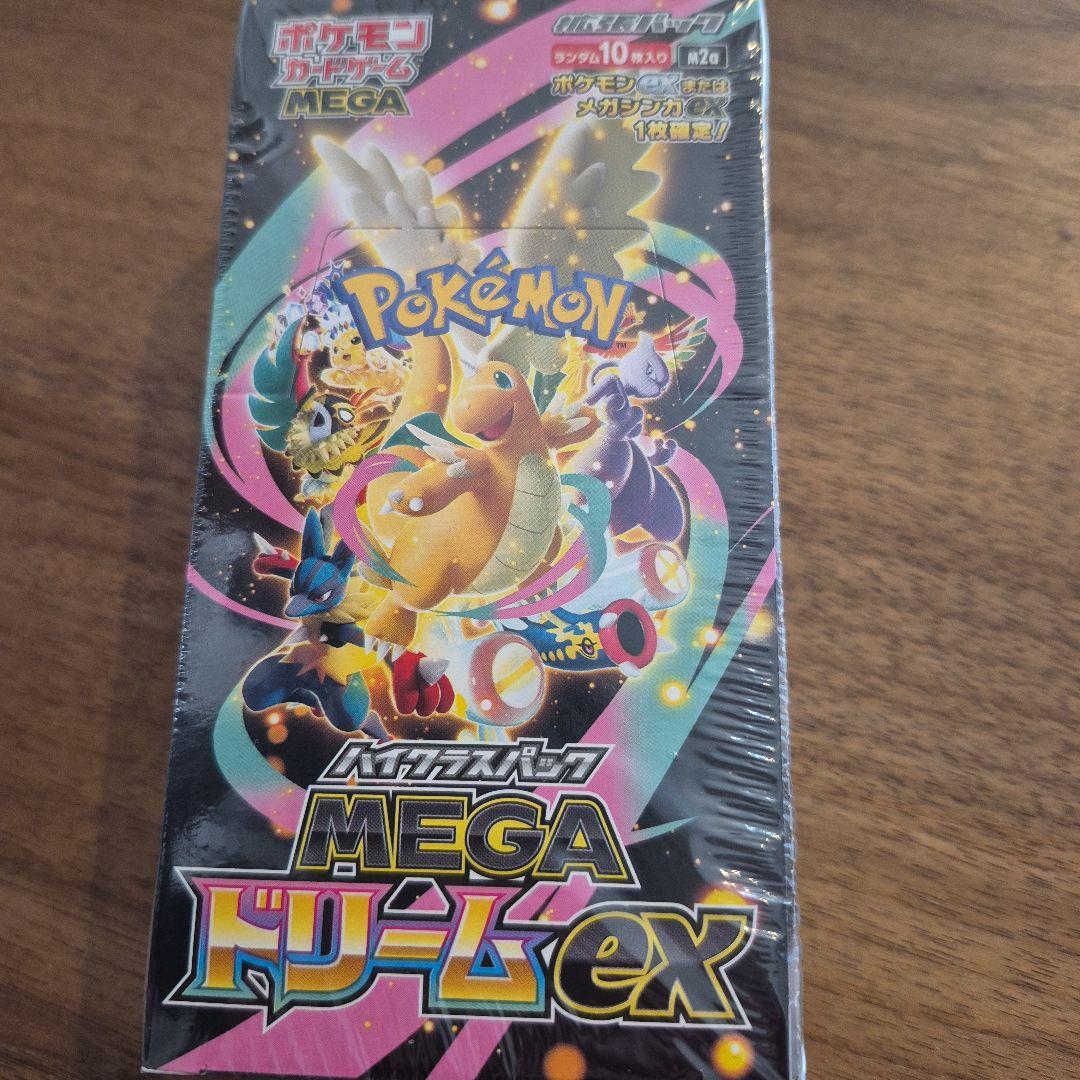 ポケモン
カードゲーム
MEGA
拡張パック
ランダム10枚入り M2a
ポケモンexまたは
メガシンカex
1枚確定!
POKÉMON
TM
ハイクラスパック
MEGA
ドリームex